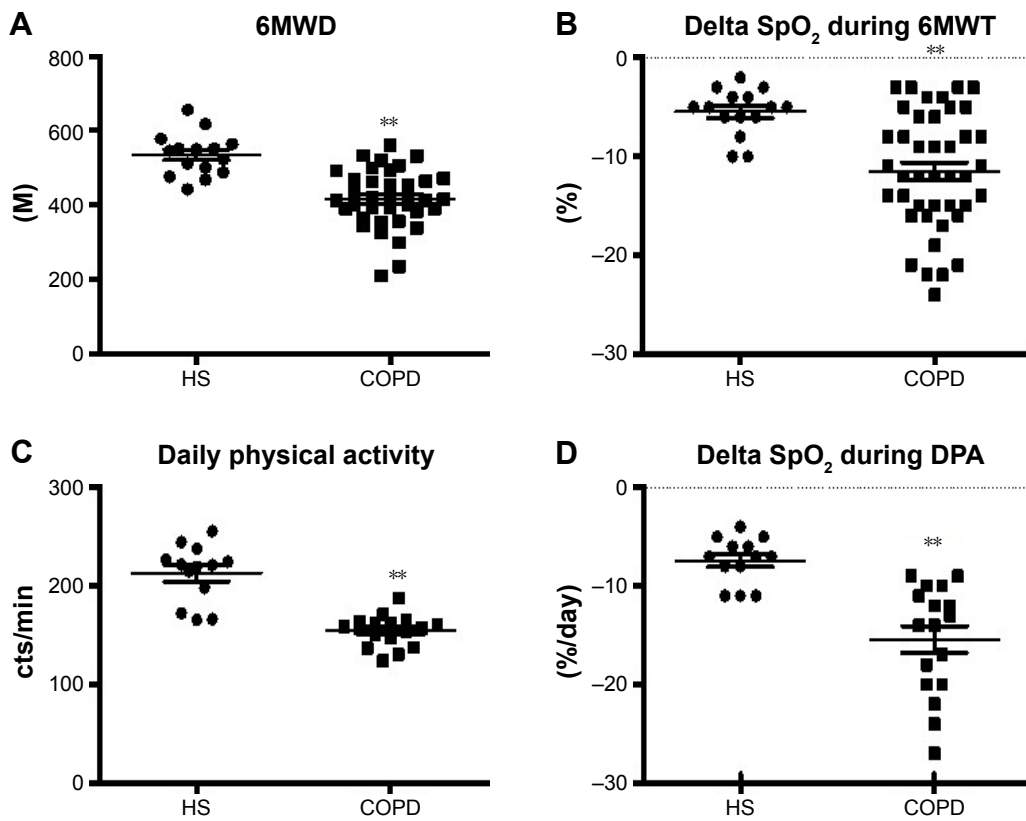 A
6MWD
800
600
400
200
0
(M)
**
HS
COPD
B
Delta SpO₂ during 6MWT
0
–10
–20
–30
(%)
**
HS
COPD
C
Daily physical activity
300
200
100
0
cts/min
**
HS
COPD
D
Delta SpO₂ during DPA
0
–10
–20
–30
(%/day)
**
HS
COPD